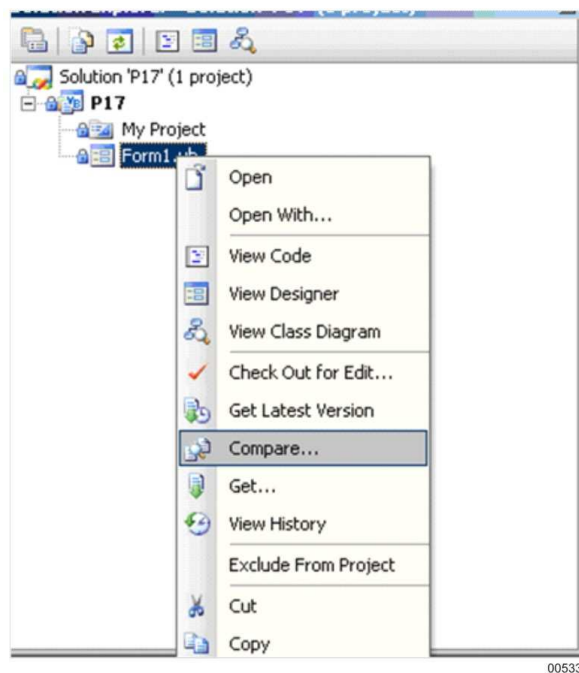 Solution 'P17' (1 project)
P17
My Project
Form1.vb
Open
Open With...
View Code
View Designer
View Class Diagram
Check Out for Edit...
Get Latest Version
Compare...
Get...
View History
Exclude From Project
Cut
Copy
00533